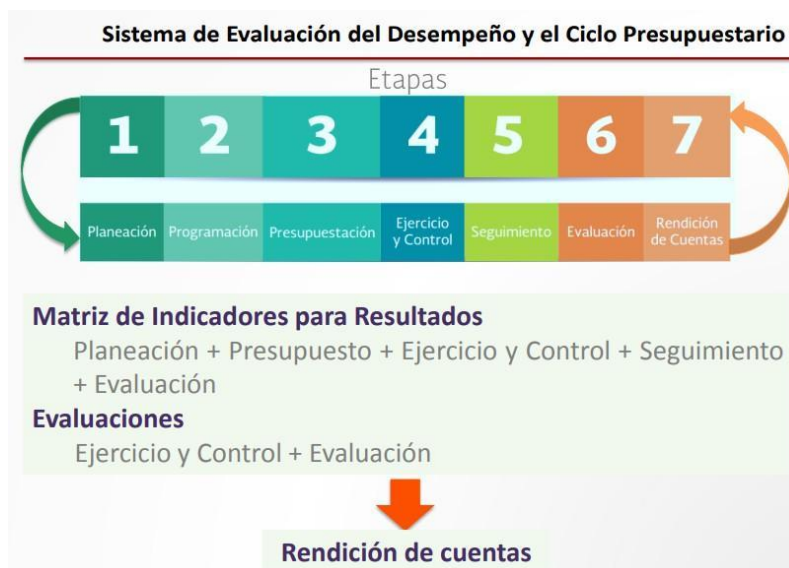 Sistema de Evaluación del Desempeño y el Ciclo Presupuestario
Etapas
1 2 3 4 5 6 7
Planeación Programación Presupuestación Ejercicio y Control Seguimiento Evaluación Rendición de Cuentas
Matriz de Indicadores para Resultados
Planeación + Presupuesto + Ejercicio y Control + Seguimiento
+ Evaluación
Evaluaciones
Ejercicio y Control + Evaluación
Rendición de cuentas